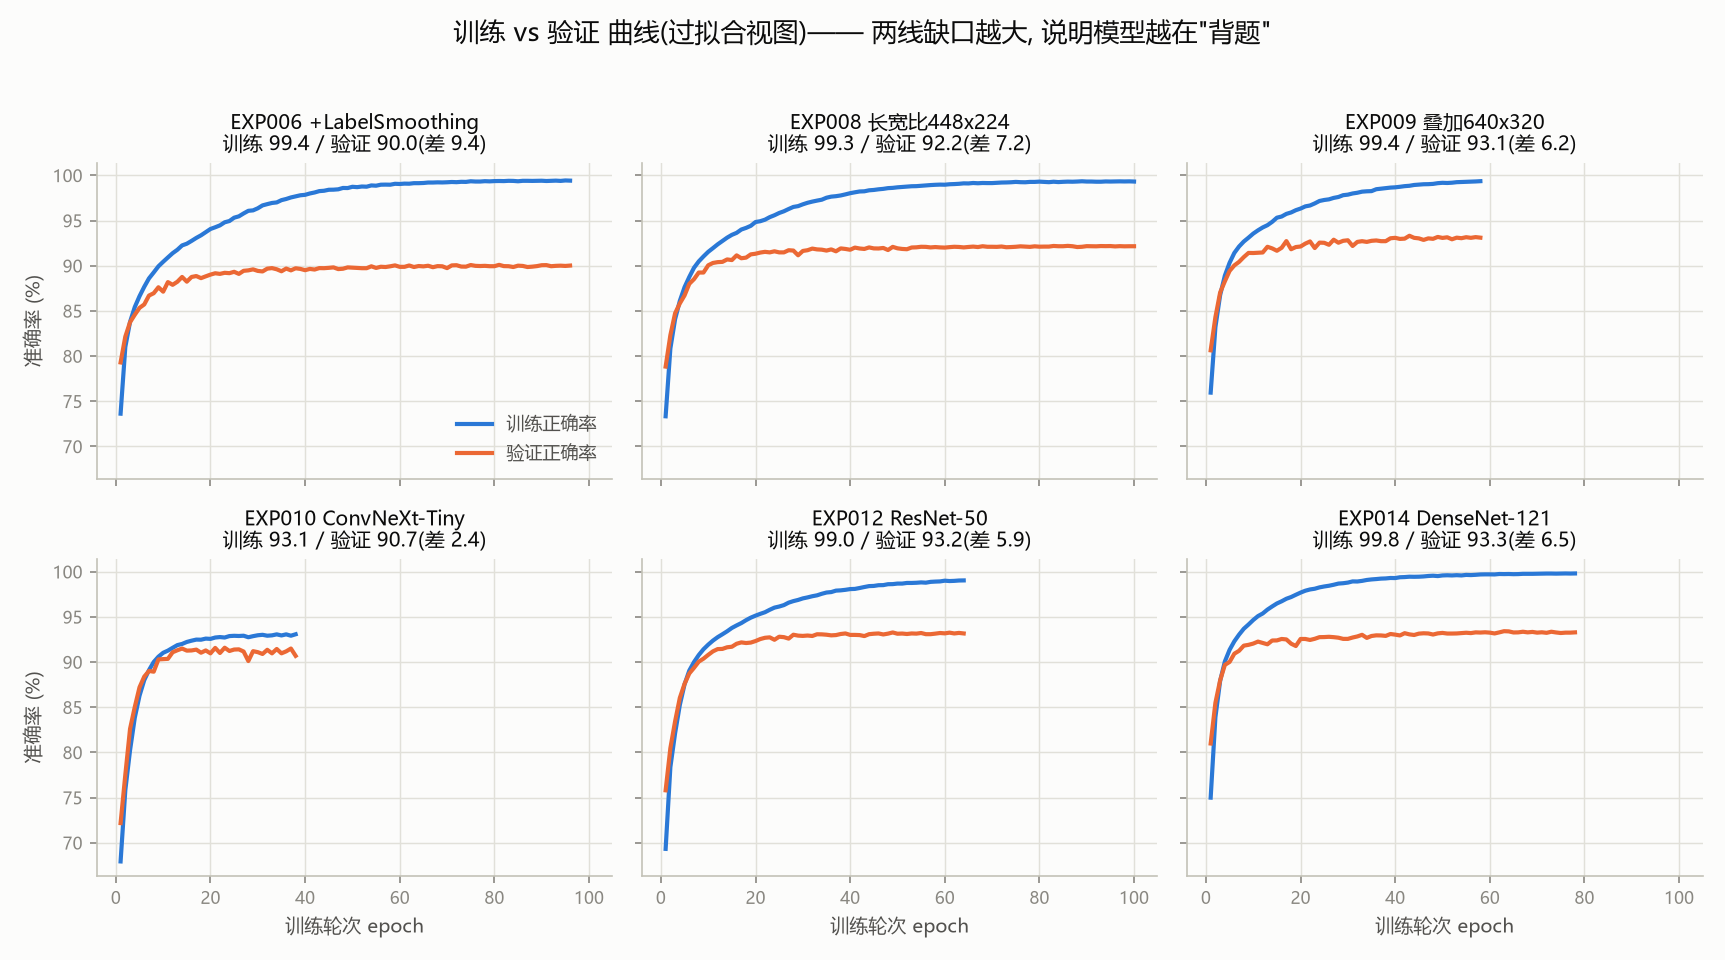 训练 vs 验证 曲线(过拟合视图)—— 两线缺口越大, 说明模型越在"背题"
EXP006 +LabelSmoothing
训练 99.4 / 验证 90.0(差 9.4)
EXP008 长宽比448x224
训练 99.3 / 验证 92.2(差 7.2)
EXP009 叠加640x320
训练 99.4 / 验证 93.1(差 6.2)
准确率 (%)
100
95
90
85
80
75
70
训练正确率
验证正确率
EXP010 ConvNeXt-Tiny
训练 93.1 / 验证 90.7(差 2.4)
EXP012 ResNet-50
训练 99.0 / 验证 93.2(差 5.9)
EXP014 DenseNet-121
训练 99.8 / 验证 93.3(差 6.5)
准确率 (%)
100
95
90
85
80
75
70
0 20 40 60 80 100
0 20 40 60 80 100
0 20 40 60 80 100
训练轮次 epoch
训练轮次 epoch
训练轮次 epoch